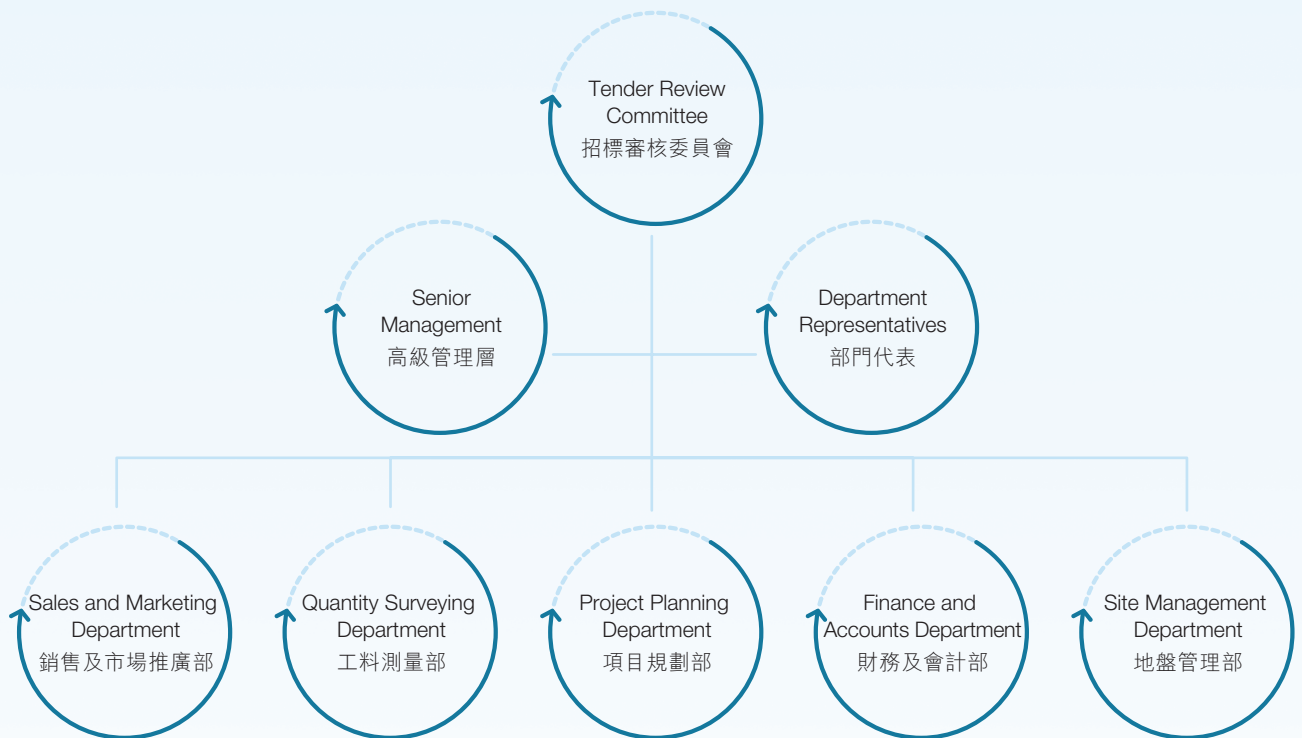 Tender Review
Committee
招標審核委員會
Senior
Management
高級管理層
Department
Representatives
部門代表
Sales and Marketing
Department
銷售及市場推廣部
Quantity Surveying
Department
工料測量部
Project Planning
Department
項目規劃部
Finance and
Accounts Department
財務及會計部
Site Management
Department
地盤管理部